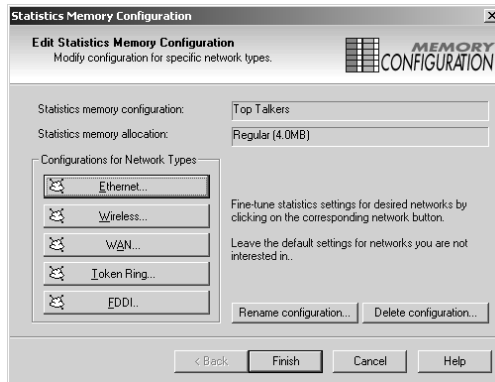 Statistics Memory Configuration
Edit Statistics Memory Configuration
Modify configuration for specific network types.
MEMORY
CONFIGURATION
Statistics memory configuration:
Top Talkers
Statistics memory allocation:
Regular (4.0MB)
Configurations for Network Types
Ethernet...
Wireless...
WAN...
Token Ring...
FDDI..
Fine-tune statistics settings for desired networks by
clicking on the corresponding network button.
Leave the default settings for networks you are not
interested in..
Rename configuration...
Delete configuration...
< Back
Finish
Cancel
Help